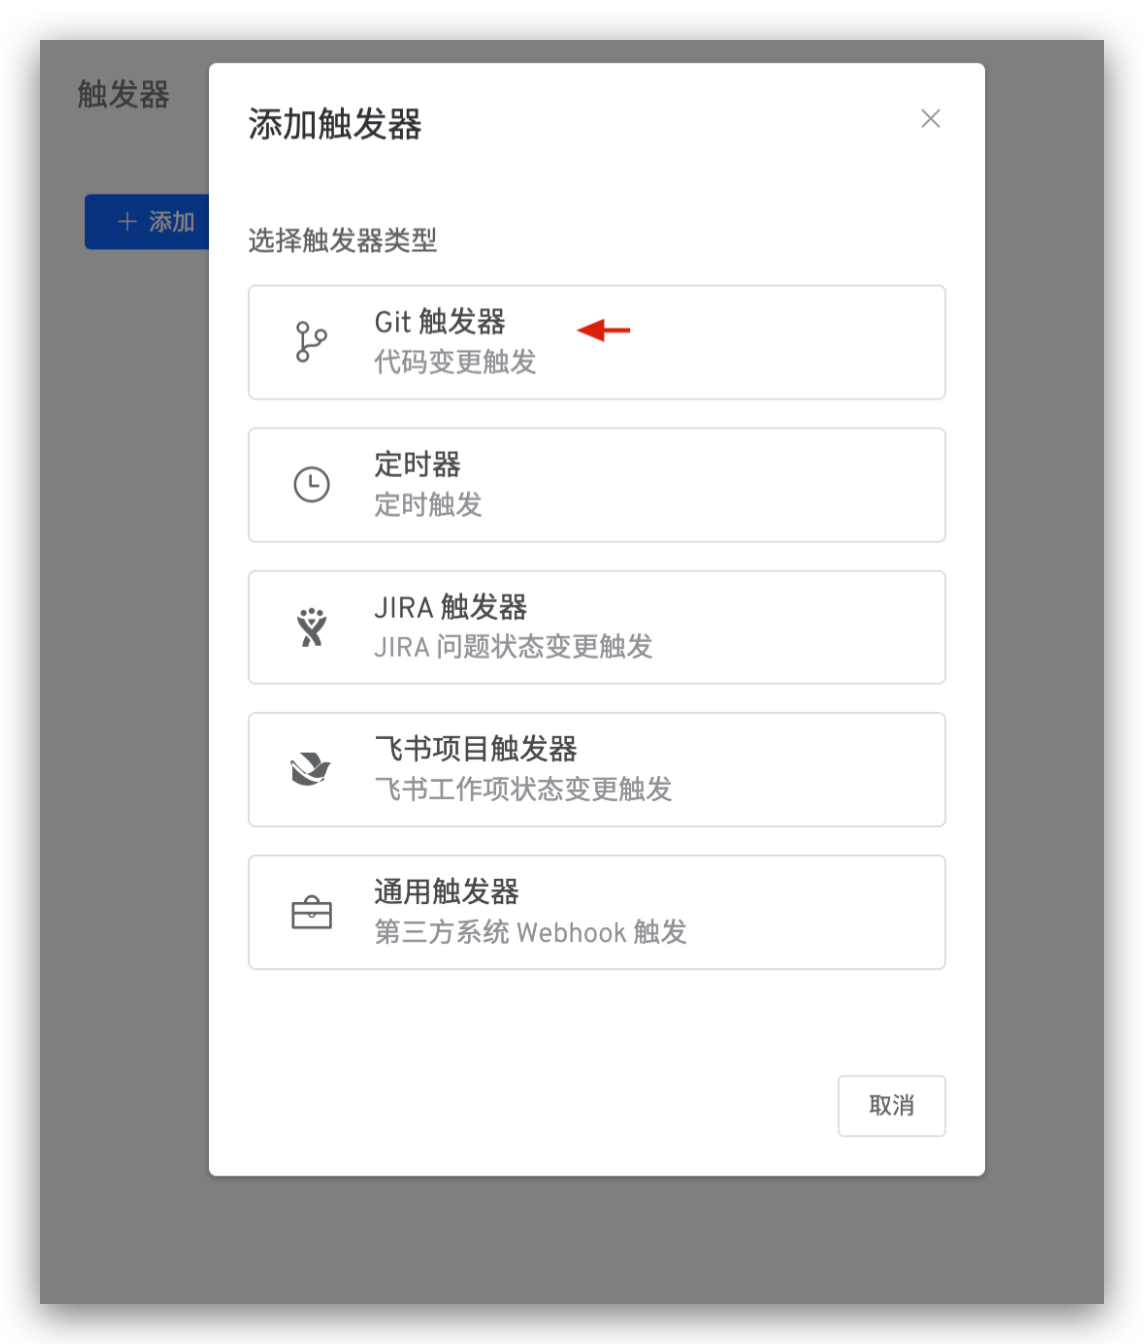 触发器
添加触发器
添加
选择触发器类型
Git 触发器
代码变更触发
定时器
定时触发
JIRA 触发器
JIRA 问题状态变更触发
飞书项目触发器
飞书工作项状态变更触发
通用触发器
第三方系统 Webhook 触发
取消